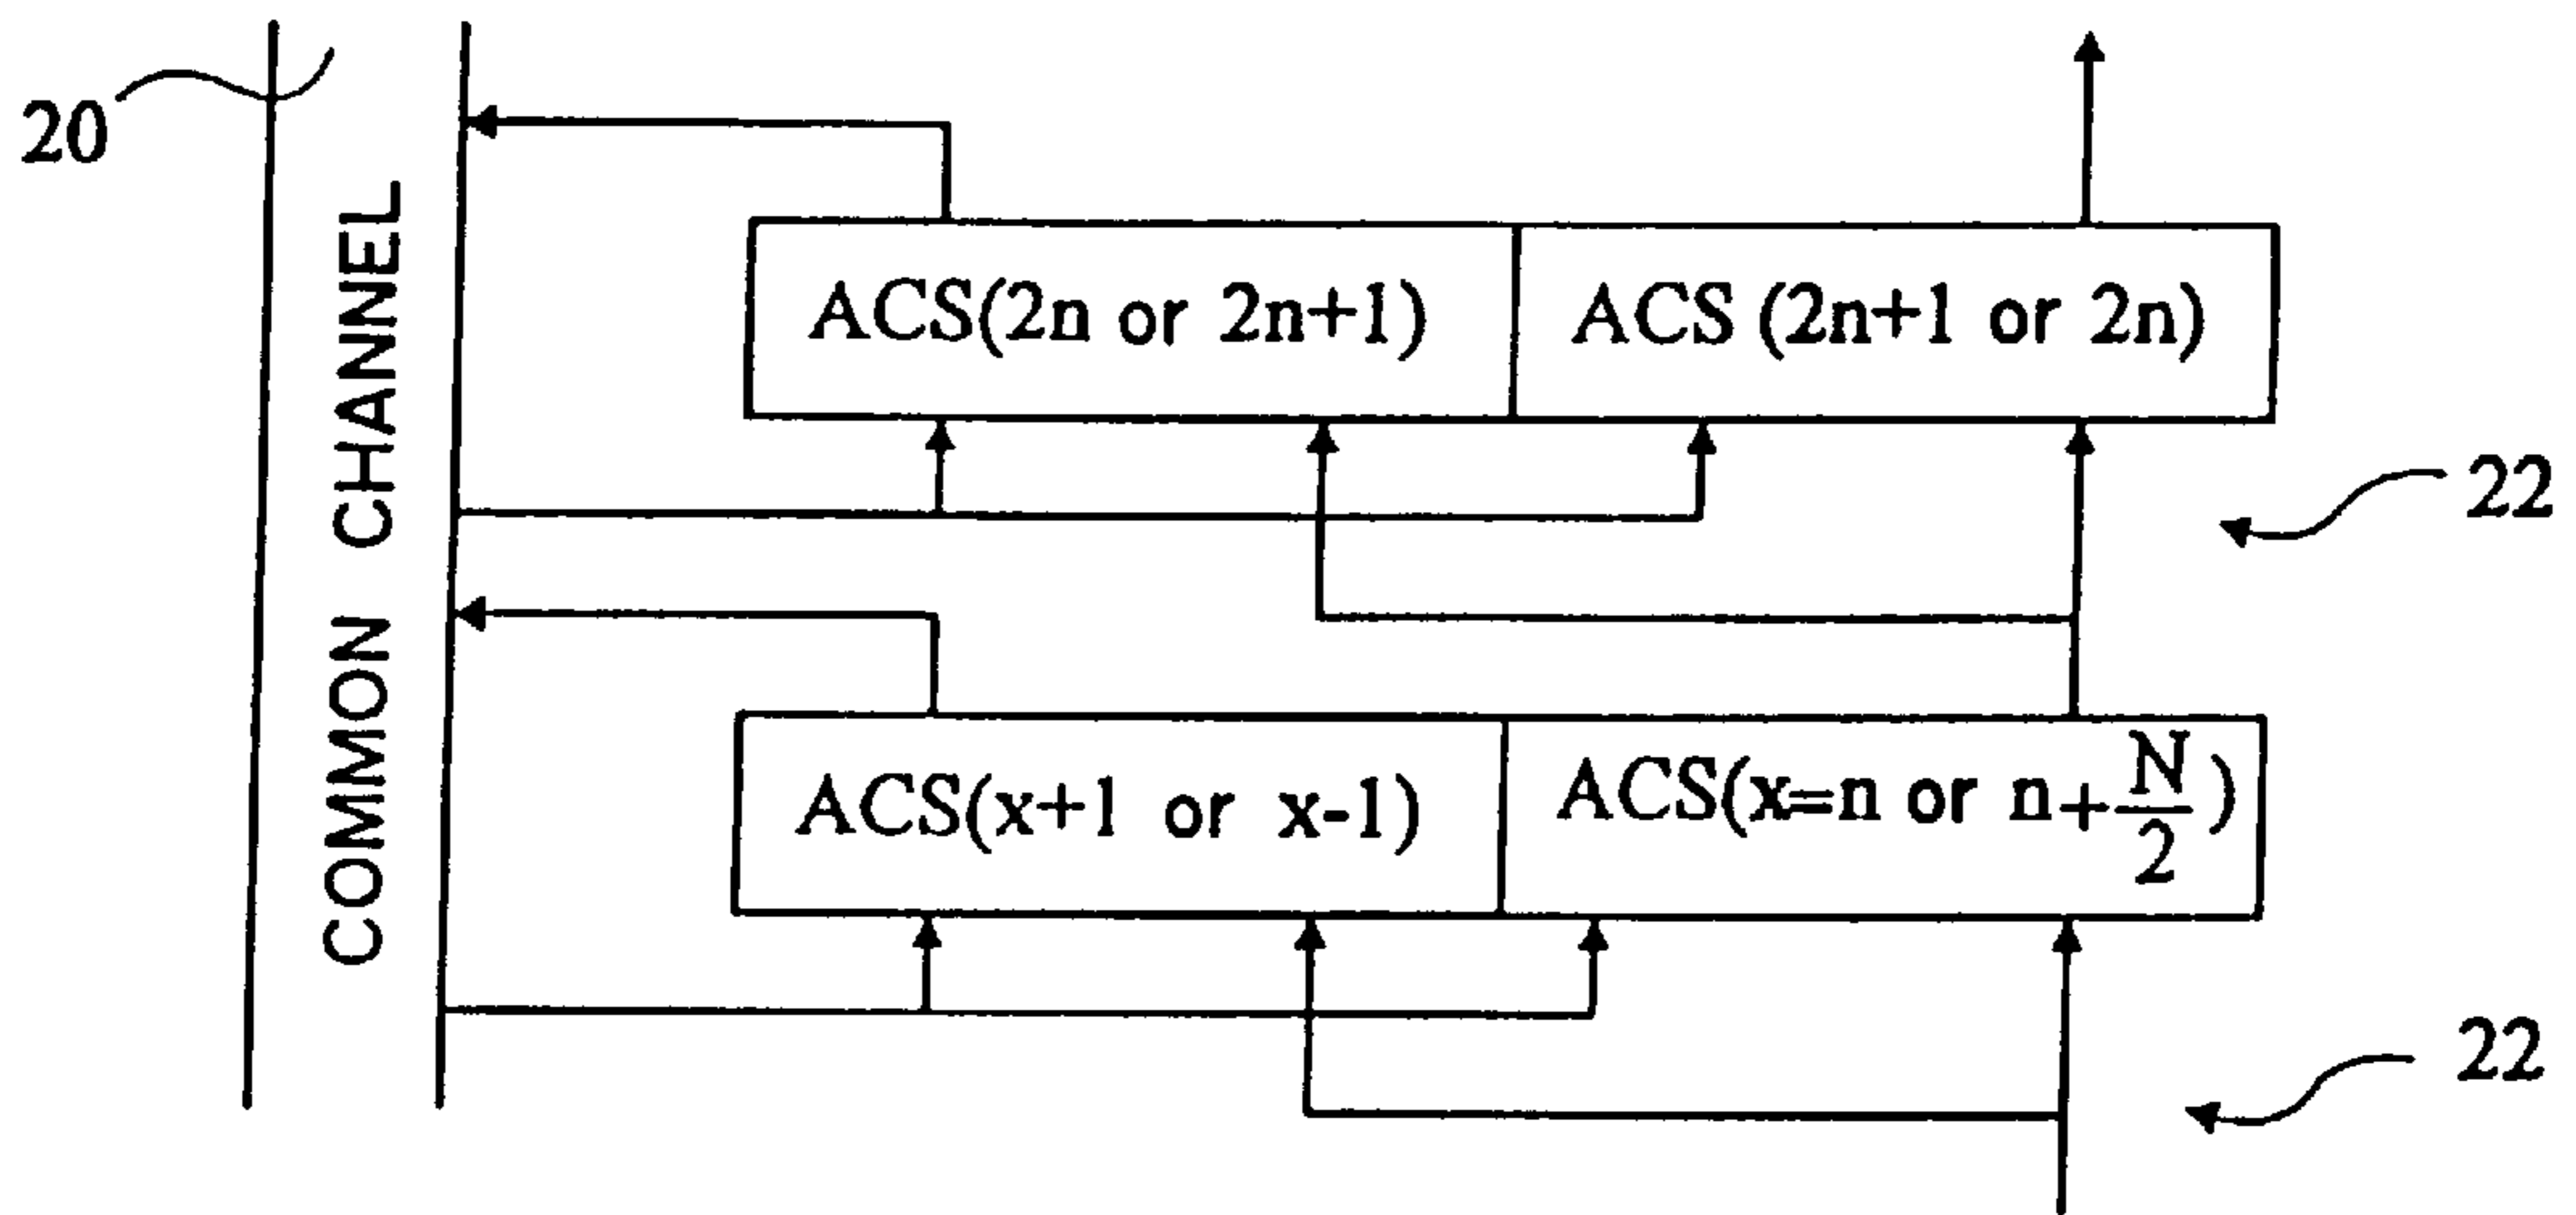 20
COMMON CHANNEL
ACS(2n or 2n+1)
ACS (2n+1 or 2n)
22
ACS(x+1 or x-1)
ACS(x=n or n+N/2)
22